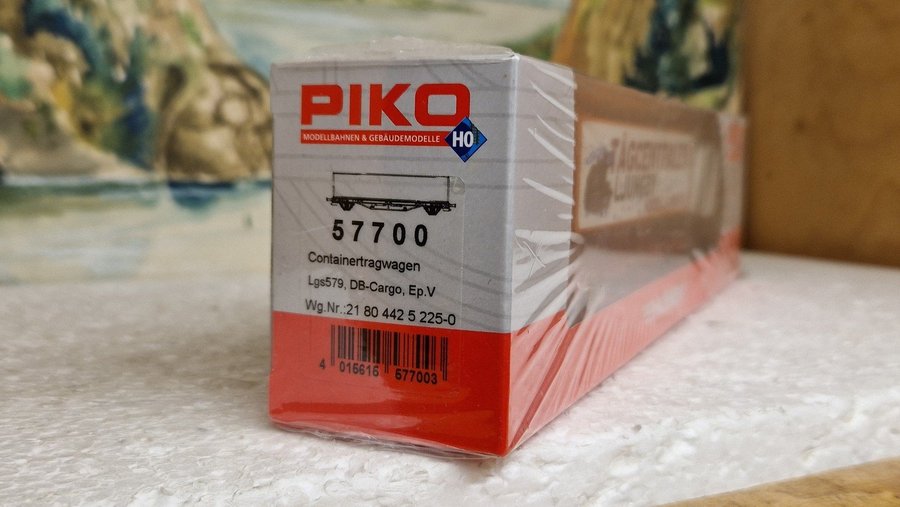 PIKO
MODELLBAHNEN & GEBÄUDEMODELLE
H0
57700
Containertragwagen
Lgs579, DB-Cargo, Ep.V
Wg.Nr.:21 80 442 5 225-0
4 015615 577003